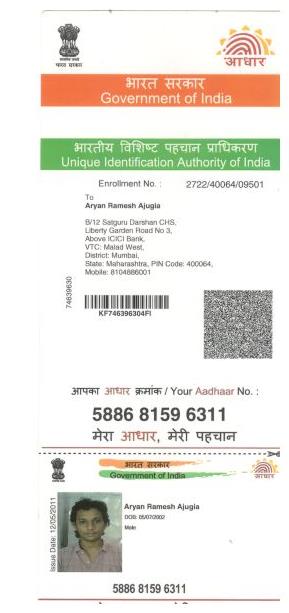 भारत सरकार
आधार
भारत सरकार
Government of India
भारतीय विशिष्ट पहचान प्राधिकरण
Unique Identification Authority of India
Enrollment No. : 2722/40064/09501
To
Aryan Ramesh Ajugia
B/12 Satguru Darshan CHS,
Liberty Garden Road No 3,
Above ICICI Bank,
VTC: Malad West,
District: Mumbai,
State: Maharashtra, PIN Code: 400064,
Mobile: 8104886001
74639630
KF746396304FI
आपका आधार क्रमांक / Your Aadhaar No. :
5886 8159 6311
मेरा आधार, मेरी पहचान
भारत सरकार
Government of India
आधार
Issue Date: 12/05/2011
Aryan Ramesh Ajugia
DOB: 05/07/2002
Male
5886 8159 6311